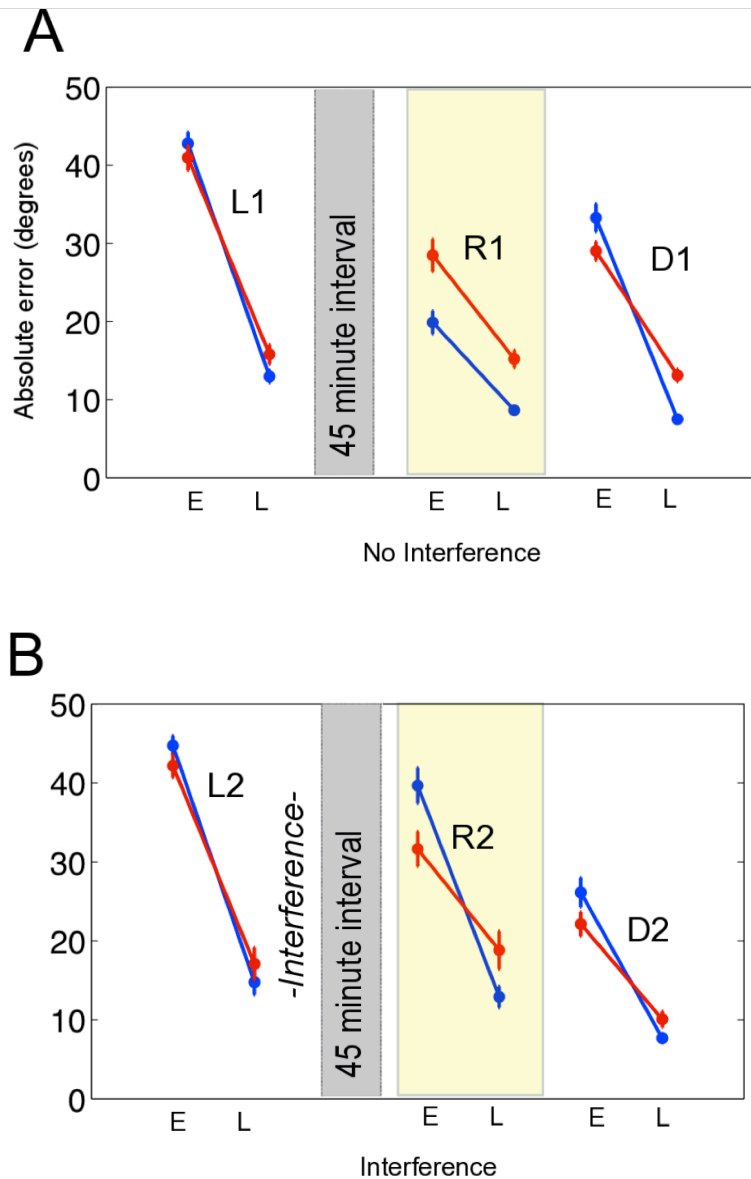 A
50
40
30
20
10
0
Absolute error (degrees)
L1
45 minute interval
R1
D1
E L E L E L
No Interference
B
50
40
30
20
10
0
L2
-Interference-
45 minute interval
R2
D2
E L E L E L
Interference